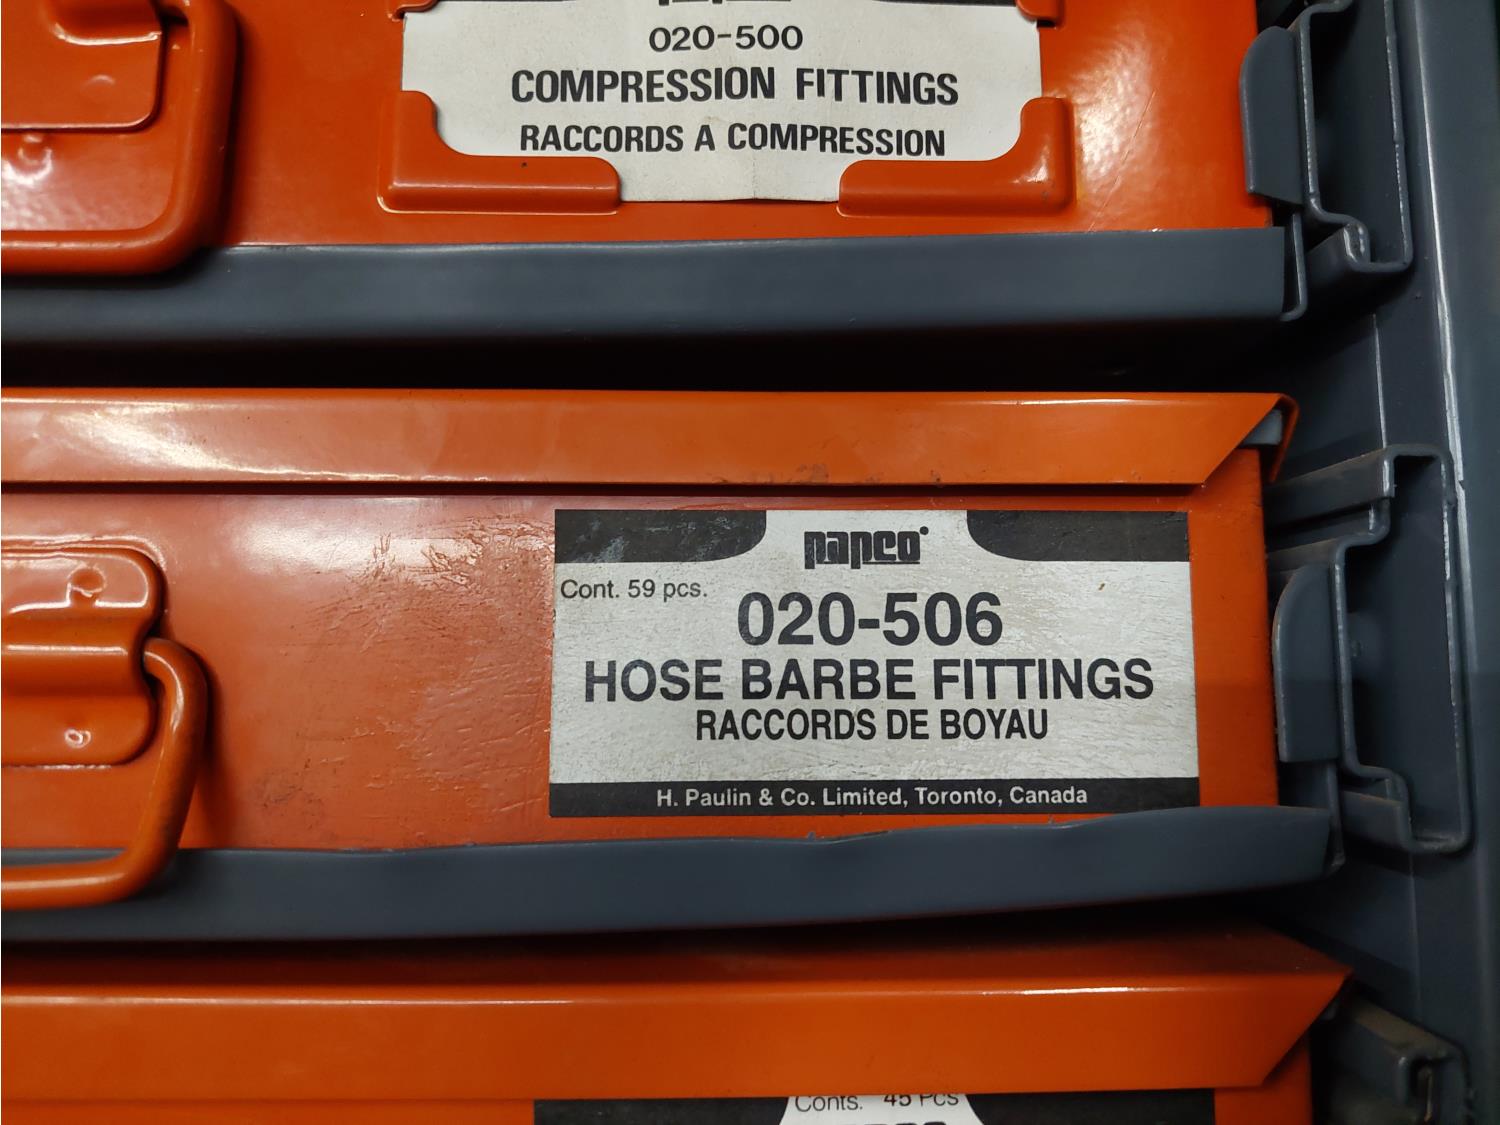 020-500
COMPRESSION FITTINGS
RACCORDS A COMPRESSION
papco
Cont. 59 pcs.
020-506
HOSE BARBE FITTINGS
RACCORDS DE BOYAU
H. Paulin & Co. Limited, Toronto, Canada
Conts. 45 Pcs